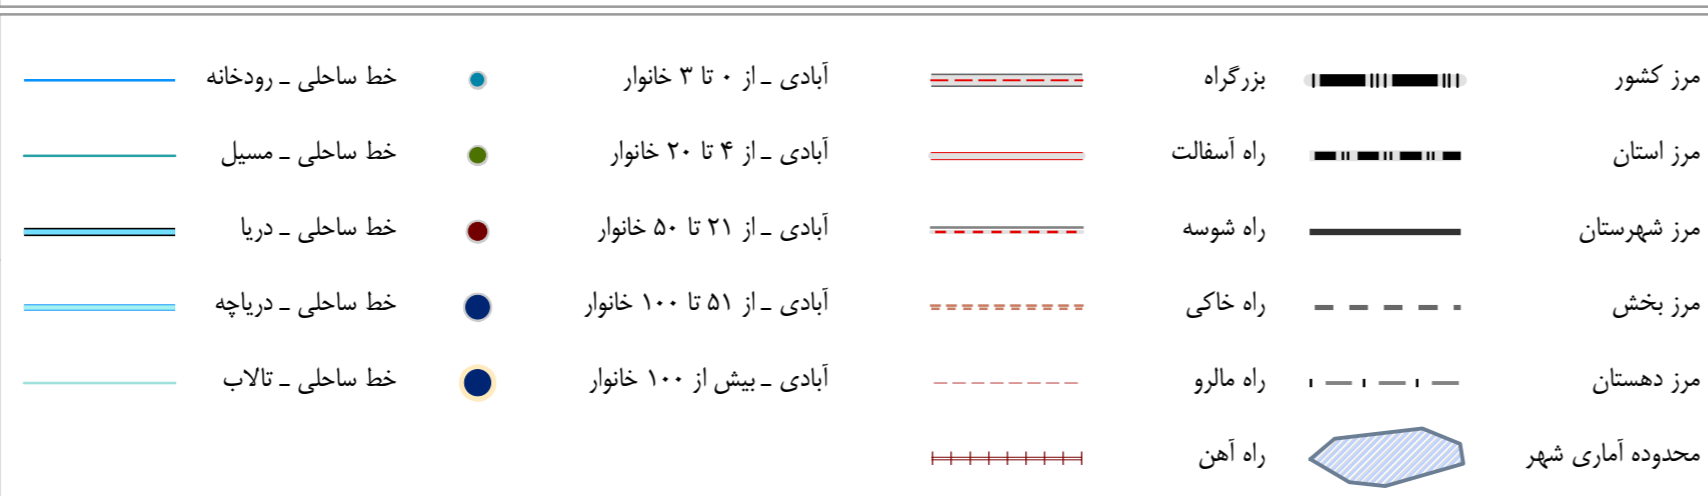 مرز کشور
مرز استان
مرز شهرستان
مرز بخش
مرز دهستان
محدوده آماری شهر
بزرگراه
راه آسفالت
راه شوسه
راه خاکی
راه مالرو
راه آهن
آبادی ـ از ۰ تا ۳ خانوار
آبادی ـ از ۴ تا ۲۰ خانوار
آبادی ـ از ۲۱ تا ۵۰ خانوار
آبادی ـ از ۵۱ تا ۱۰۰ خانوار
آبادی ـ بیش از ۱۰۰ خانوار
خط ساحلی ـ رودخانه
خط ساحلی ـ مسیل
خط ساحلی ـ دریا
خط ساحلی ـ دریاچه
خط ساحلی ـ تالاب